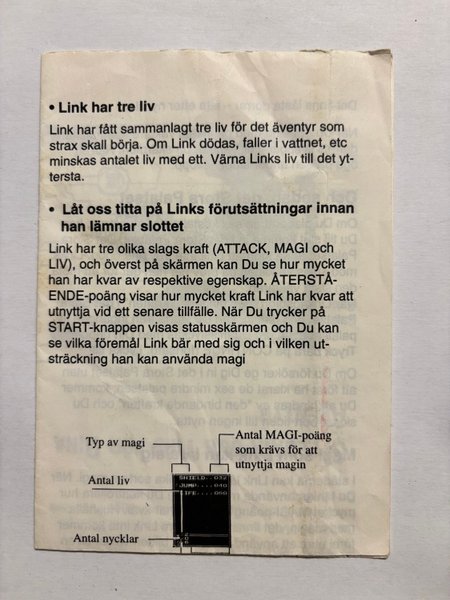 • Link har tre liv
Link har fått sammanlagt tre liv för det äventyr som
strax skall börja. Om Link dödas, faller i vattnet, etc
minskas antalet liv med ett. Värna Links liv till det yt-
tersta.
• Låt oss titta på Links förutsättningar innan
han lämnar slottet
Link har tre olika slags kraft (ATTACK, MAGI och
LIV), och överst på skärmen kan Du se hur mycket
han har kvar av respektive egenskap. ÅTERSTÅ-
ENDE-poäng visar hur mycket kraft Link har kvar att
utnyttja vid ett senare tillfälle. När Du trycker på
START-knappen visas statusskärmen och Du kan
se vilka föremål Link bär med sig och i vilken ut-
sträckning han kan använda magi
Typ av magi
Antal MAGI-poäng
som krävs för att
utnyttja magin
Antal liv
SHIELD....032
JUMP....048
LIFE....
Antal nycklar